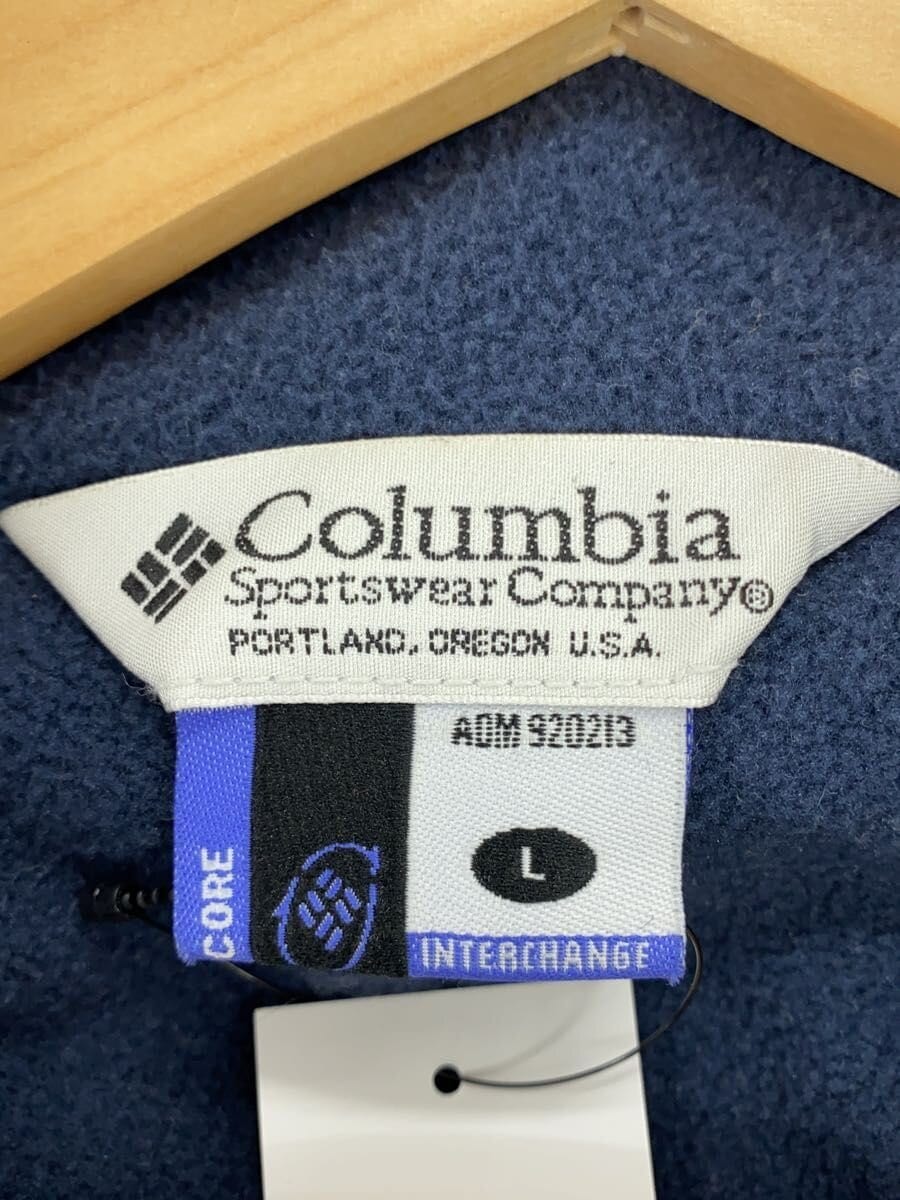 Columbia
Sportswear Company®
PORTLAND, OREGON U.S.A.
AOM 920213
L
CORE
INTERCHANGE